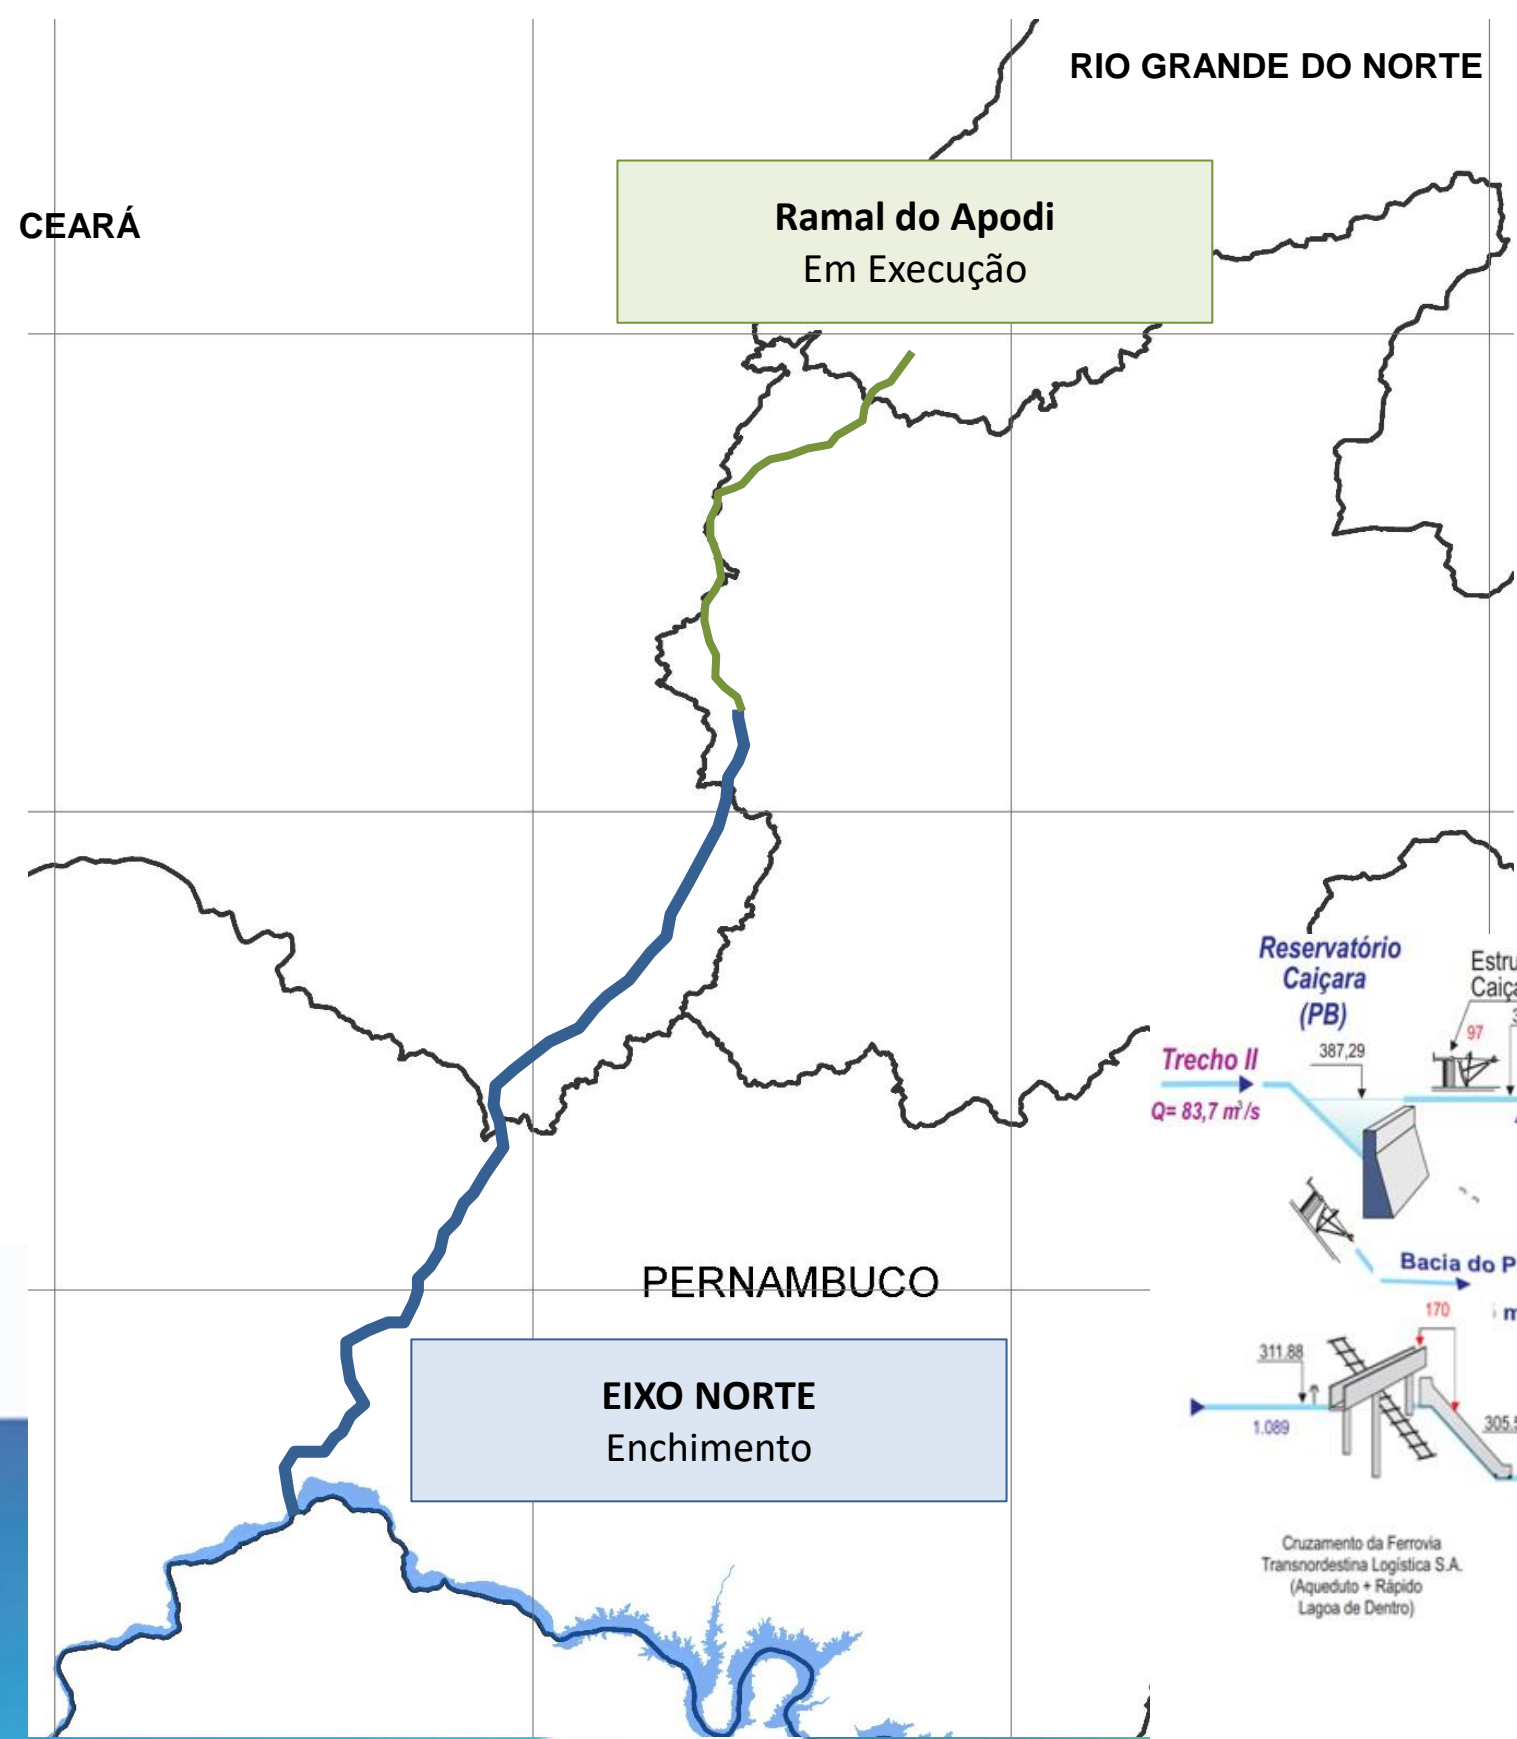 RIO GRANDE DO NORTE
CEARÁ
Ramal do Apodi
Em Execução
PERNAMBUCO
EIXO NORTE
Enchimento
Reservatório
Caiçara
(PB)
387,29
97
Trecho II
Q= 83,7 m³/s
Bacia do P
170
m
311.88
1.089
305.5
Cruzamento da Ferrovia
Transnordestina Logística S.A.
(Aqueduto + Rápido
Lagoa de Dentro)